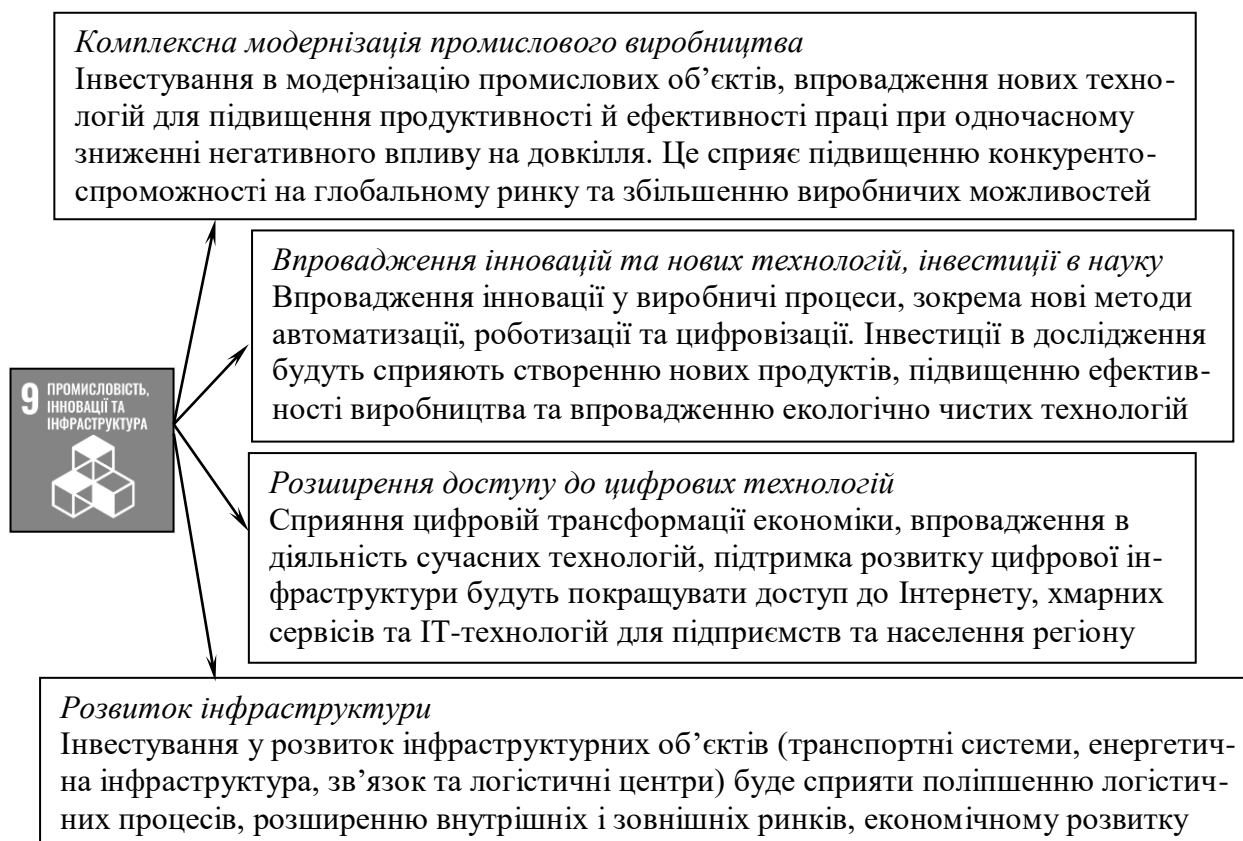 Комплексна модернізація промислового виробництва
Інвестування в модернізацію промислових об’єктів, впровадження нових техно-
логій для підвищення продуктивності й ефективності праці при одночасному
зниженні негативного впливу на довкілля. Це сприяє підвищенню конкуренто-
спроможності на глобальному ринку та збільшенню виробничих можливостей
Впровадження інновацій та нових технологій, інвестиції в науку
Впровадження інновації у виробничі процеси, зокрема нові методи
автоматизації, роботизації та цифровізації. Інвестиції в дослідження
будуть сприяють створенню нових продуктів, підвищенню ефектив-
ності виробництва та впровадженню екологічно чистих технологій
9 ПРОМИСЛОВІСТЬ,
ІННОВАЦІЇ ТА
ІНФРАСТРУКТУРА
Розширення доступу до цифрових технологій
Сприяння цифровій трансформації економіки, впровадження в
діяльність сучасних технологій, підтримка розвитку цифрової ін-
фраструктури будуть покращувати доступ до Інтернету, хмарних
сервісів та ІТ-технологій для підприємств та населення регіону
Розвиток інфраструктури
Інвестування у розвиток інфраструктурних об’єктів (транспортні системи, енергетич-
на інфраструктура, зв’язок та логістичні центри) буде сприяти поліпшенню логістич-
них процесів, розширенню внутрішніх і зовнішніх ринків, економічному розвитку